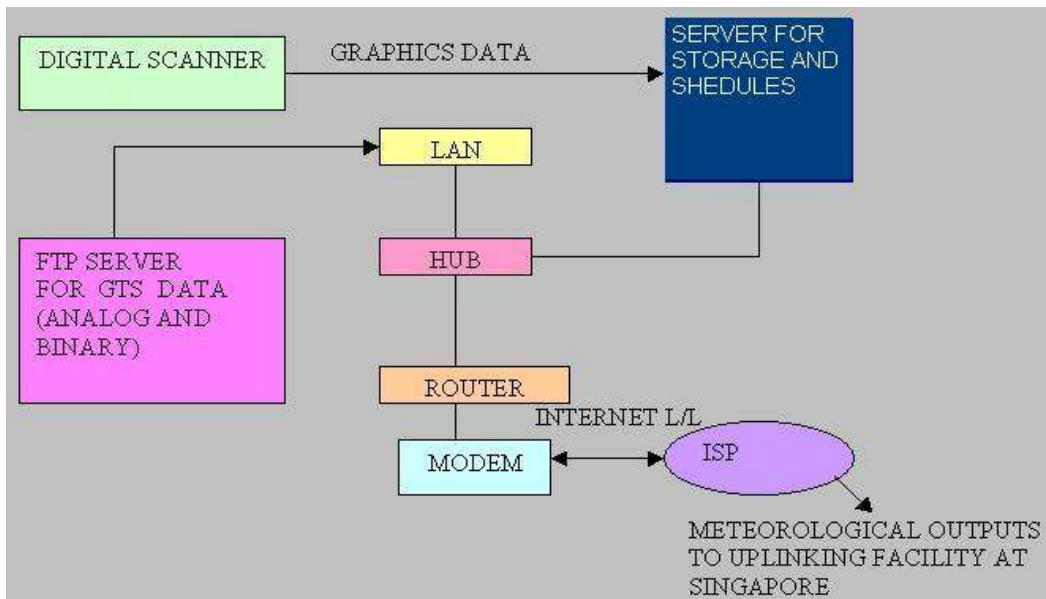 DIGITAL SCANNER
GRAPHICS DATA
SERVER FOR
STORAGE AND
SHEDULES
LAN
FTP SERVER
FOR GTS DATA
(ANALOG AND
BINARY)
HUB
ROUTER
INTERNET L/L
MODEM
ISP
METEOROLOGICAL OUTPUTS
TO UPLINKING FACILITY AT
SINGAPORE